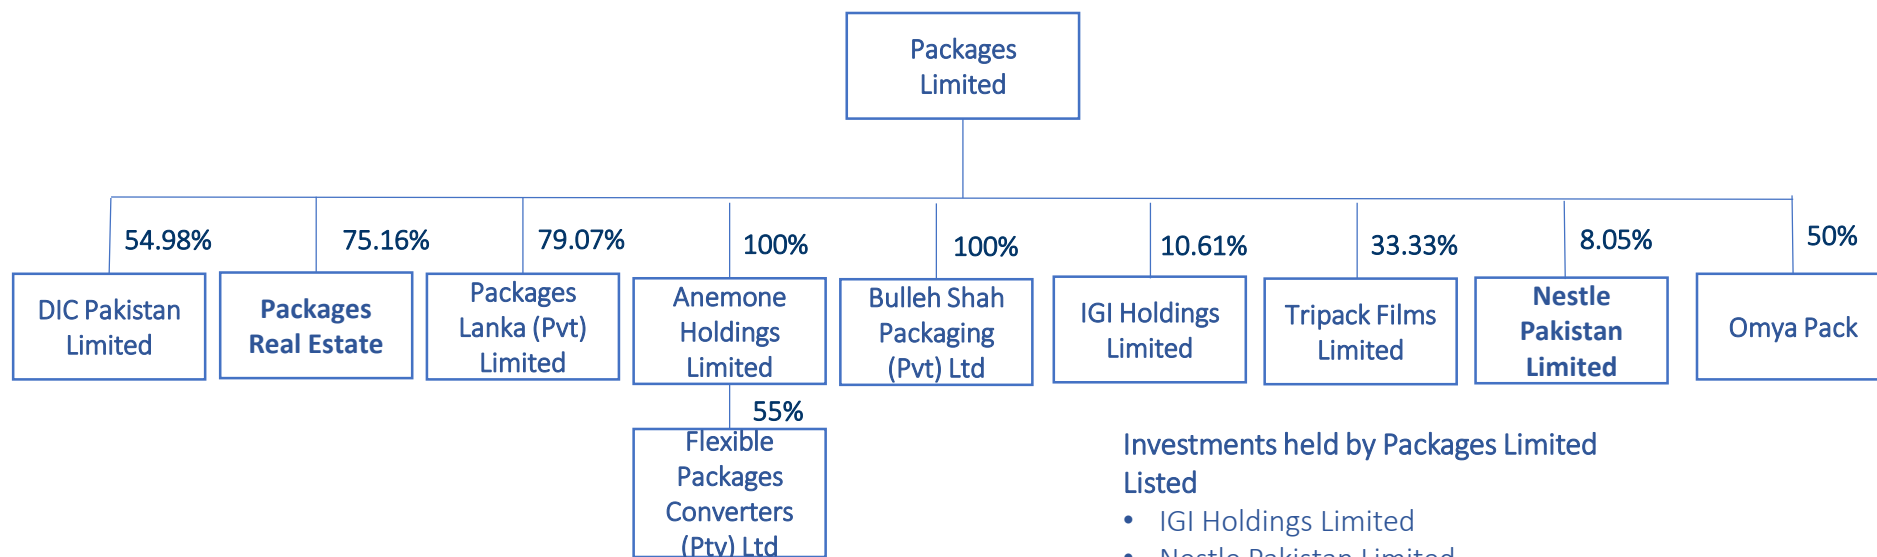 Packages
Limited
54.98%
75.16%
79.07%
100%
100%
10.61%
33.33%
8.05%
50%
DIC Pakistan
Limited
Packages
Real Estate
Packages
Lanka (Pvt)
Limited
Anemone
Holdings
Limited
Bulleh Shah
Packaging
(Pvt) Ltd
IGI Holdings
Limited
Tripack Films
Limited
Nestle
Pakistan
Limited
Omya Pack
55%
Flexible
Packages
Converters
(Pty) Ltd
Investments held by Packages Limited
Listed
• IGI Holdings Limited
• Nestle Pakistan Limited